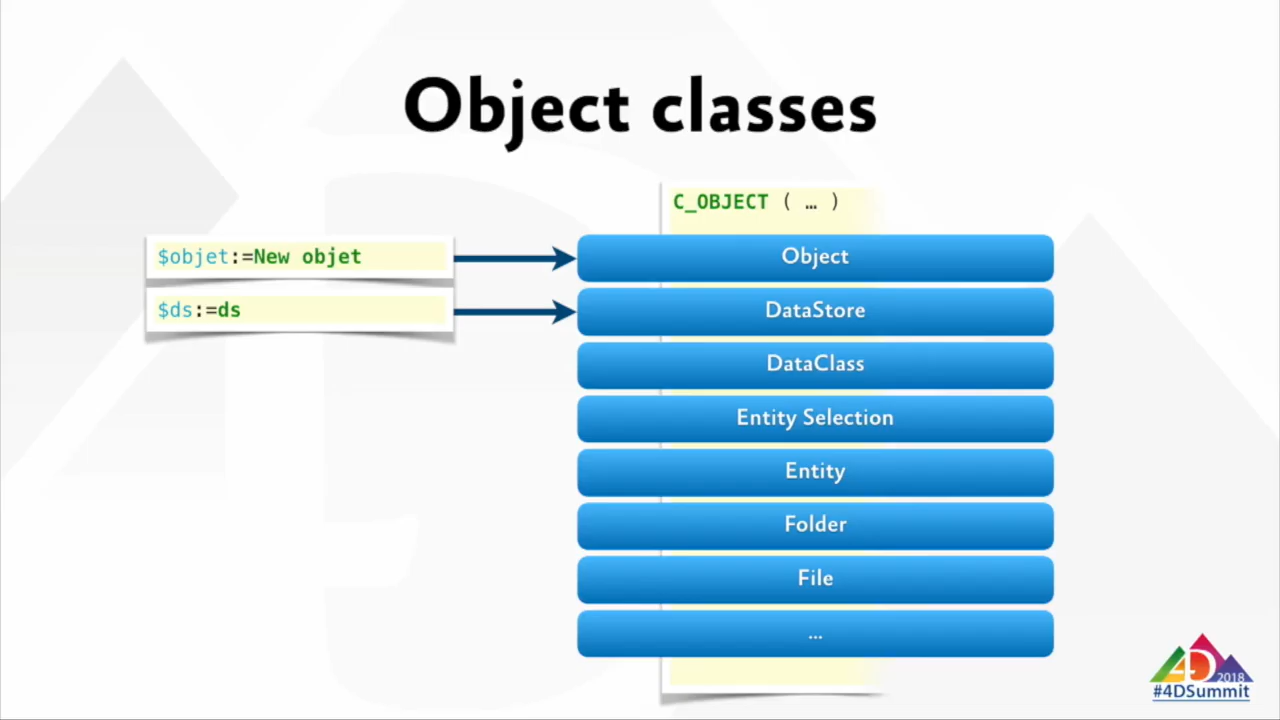 Object classes
C_OBJECT ( … )
$objet:=New objet
Object
$ds:=ds
DataStore
DataClass
Entity Selection
Entity
Folder
File
...
4D 2018
#4DSummit